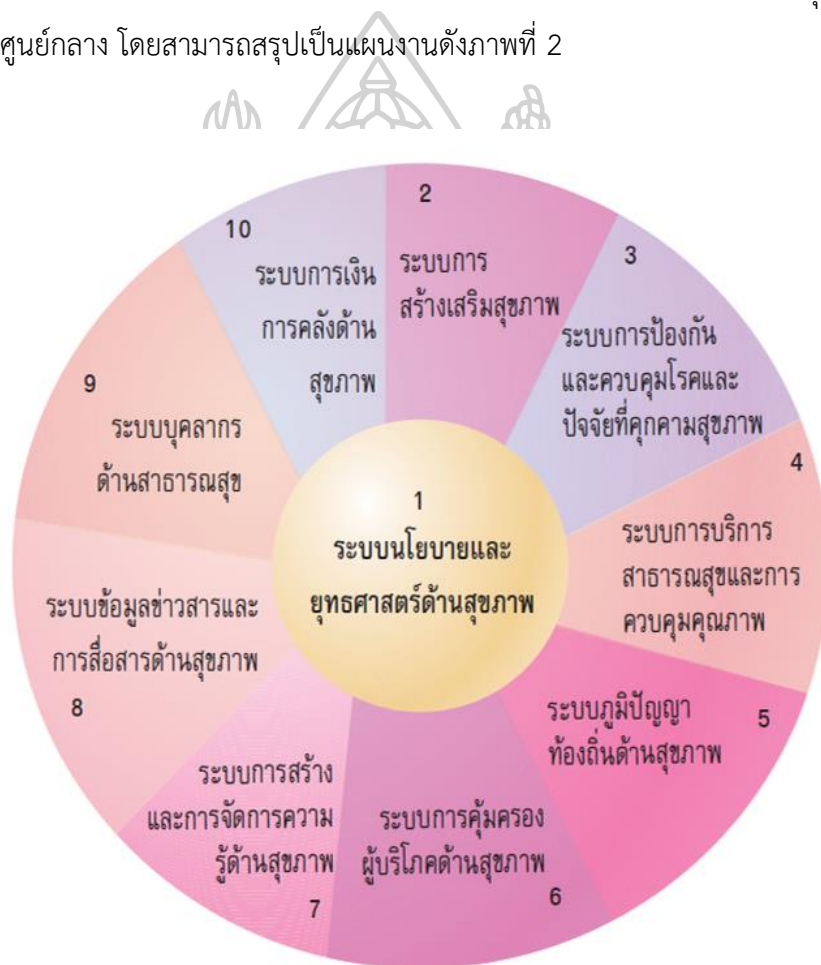 ศูนย์กลาง โดยสามารถสรุปเป็นแผนงานดังภาพที่ 2
1
ระบบนโยบายและ
ยุทธศาสตร์ด้านสุขภาพ
2
ระบบการ
สร้างเสริมสุขภาพ
3
ระบบการป้องกัน
และควบคุมโรคและ
ปัจจัยที่คุกคามสุขภาพ
4
ระบบการบริการ
สาธารณสุขและการ
ควบคุมคุณภาพ
5
ระบบภูมิปัญญา
ท้องถิ่นด้านสุขภาพ
ระบบการคุ้มครอง
ผู้บริโภคด้านสุขภาพ
6
ระบบการสร้าง
และการจัดการความ
รู้ด้านสุขภาพ
7
ระบบข้อมูลข่าวสารและ
การสื่อสารด้านสุขภาพ
8
9
ระบบบุคลากร
ด้านสาธารณสุข
10
ระบบการเงิน
การคลังด้าน
สุขภาพ